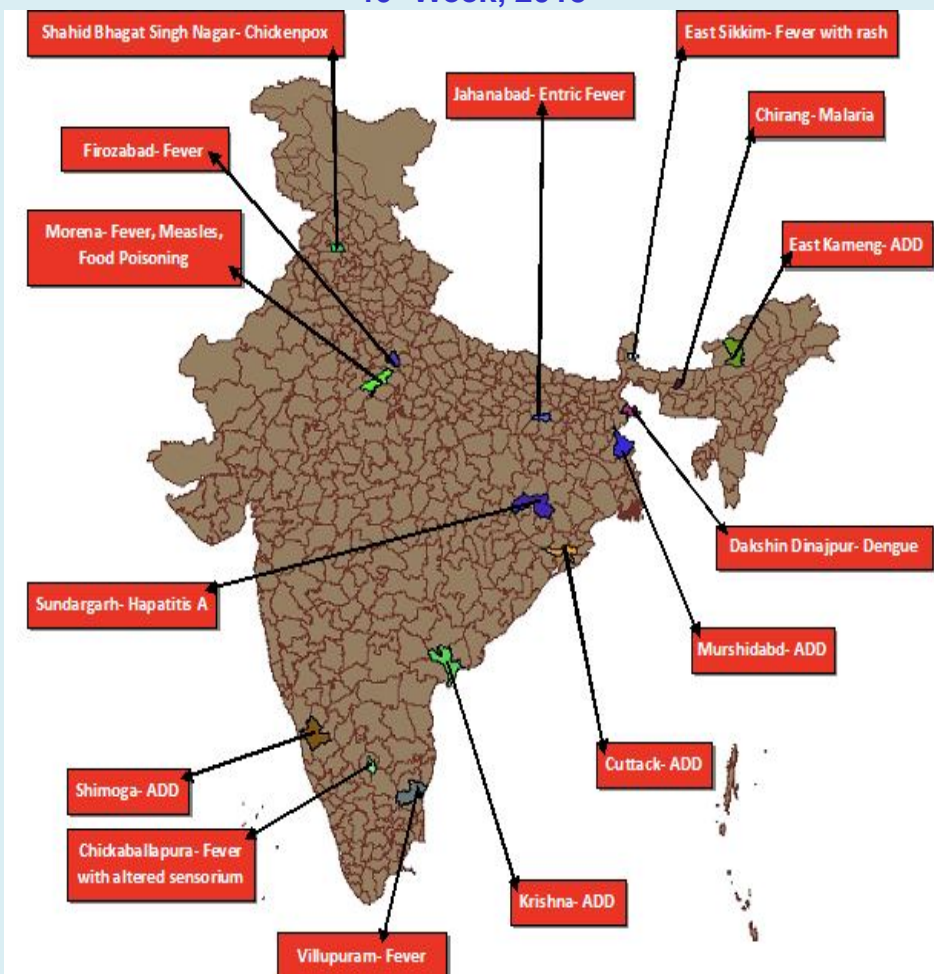 Shahid Bhagat Singh Nagar- Chickenpox
East Sikkim- Fever with rash
Jahanabad- Entric Fever
Chirang- Malaria
Firozabad- Fever
Morena- Fever, Measles,
Food Poisoning
East Kameng- ADD
Dakshin Dinajpur- Dengue
Sundargarh- Hapatitis A
Murshidabd- ADD
Cuttack- ADD
Shimoga- ADD
Chickaballapura- Fever
with altered sensorium
Krishna- ADD
Villupuram- Fever